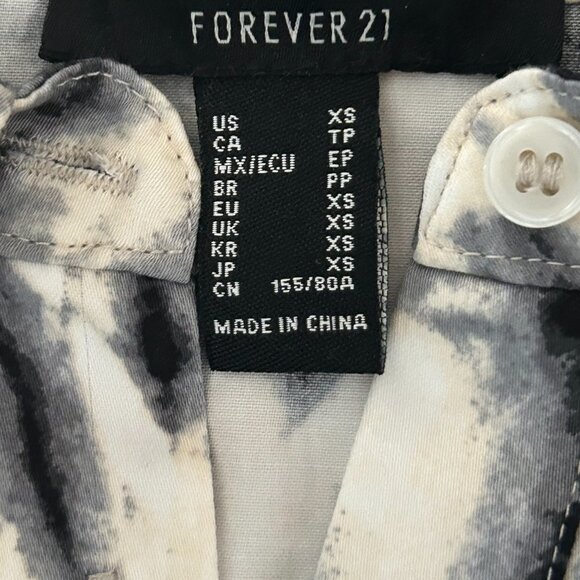 FOREVER 21
US XS
CA TP
MX/ECU EP
BR PP
EU XS
UK XS
KR XS
JP XS
CN 155/80A
MADE IN CHINA